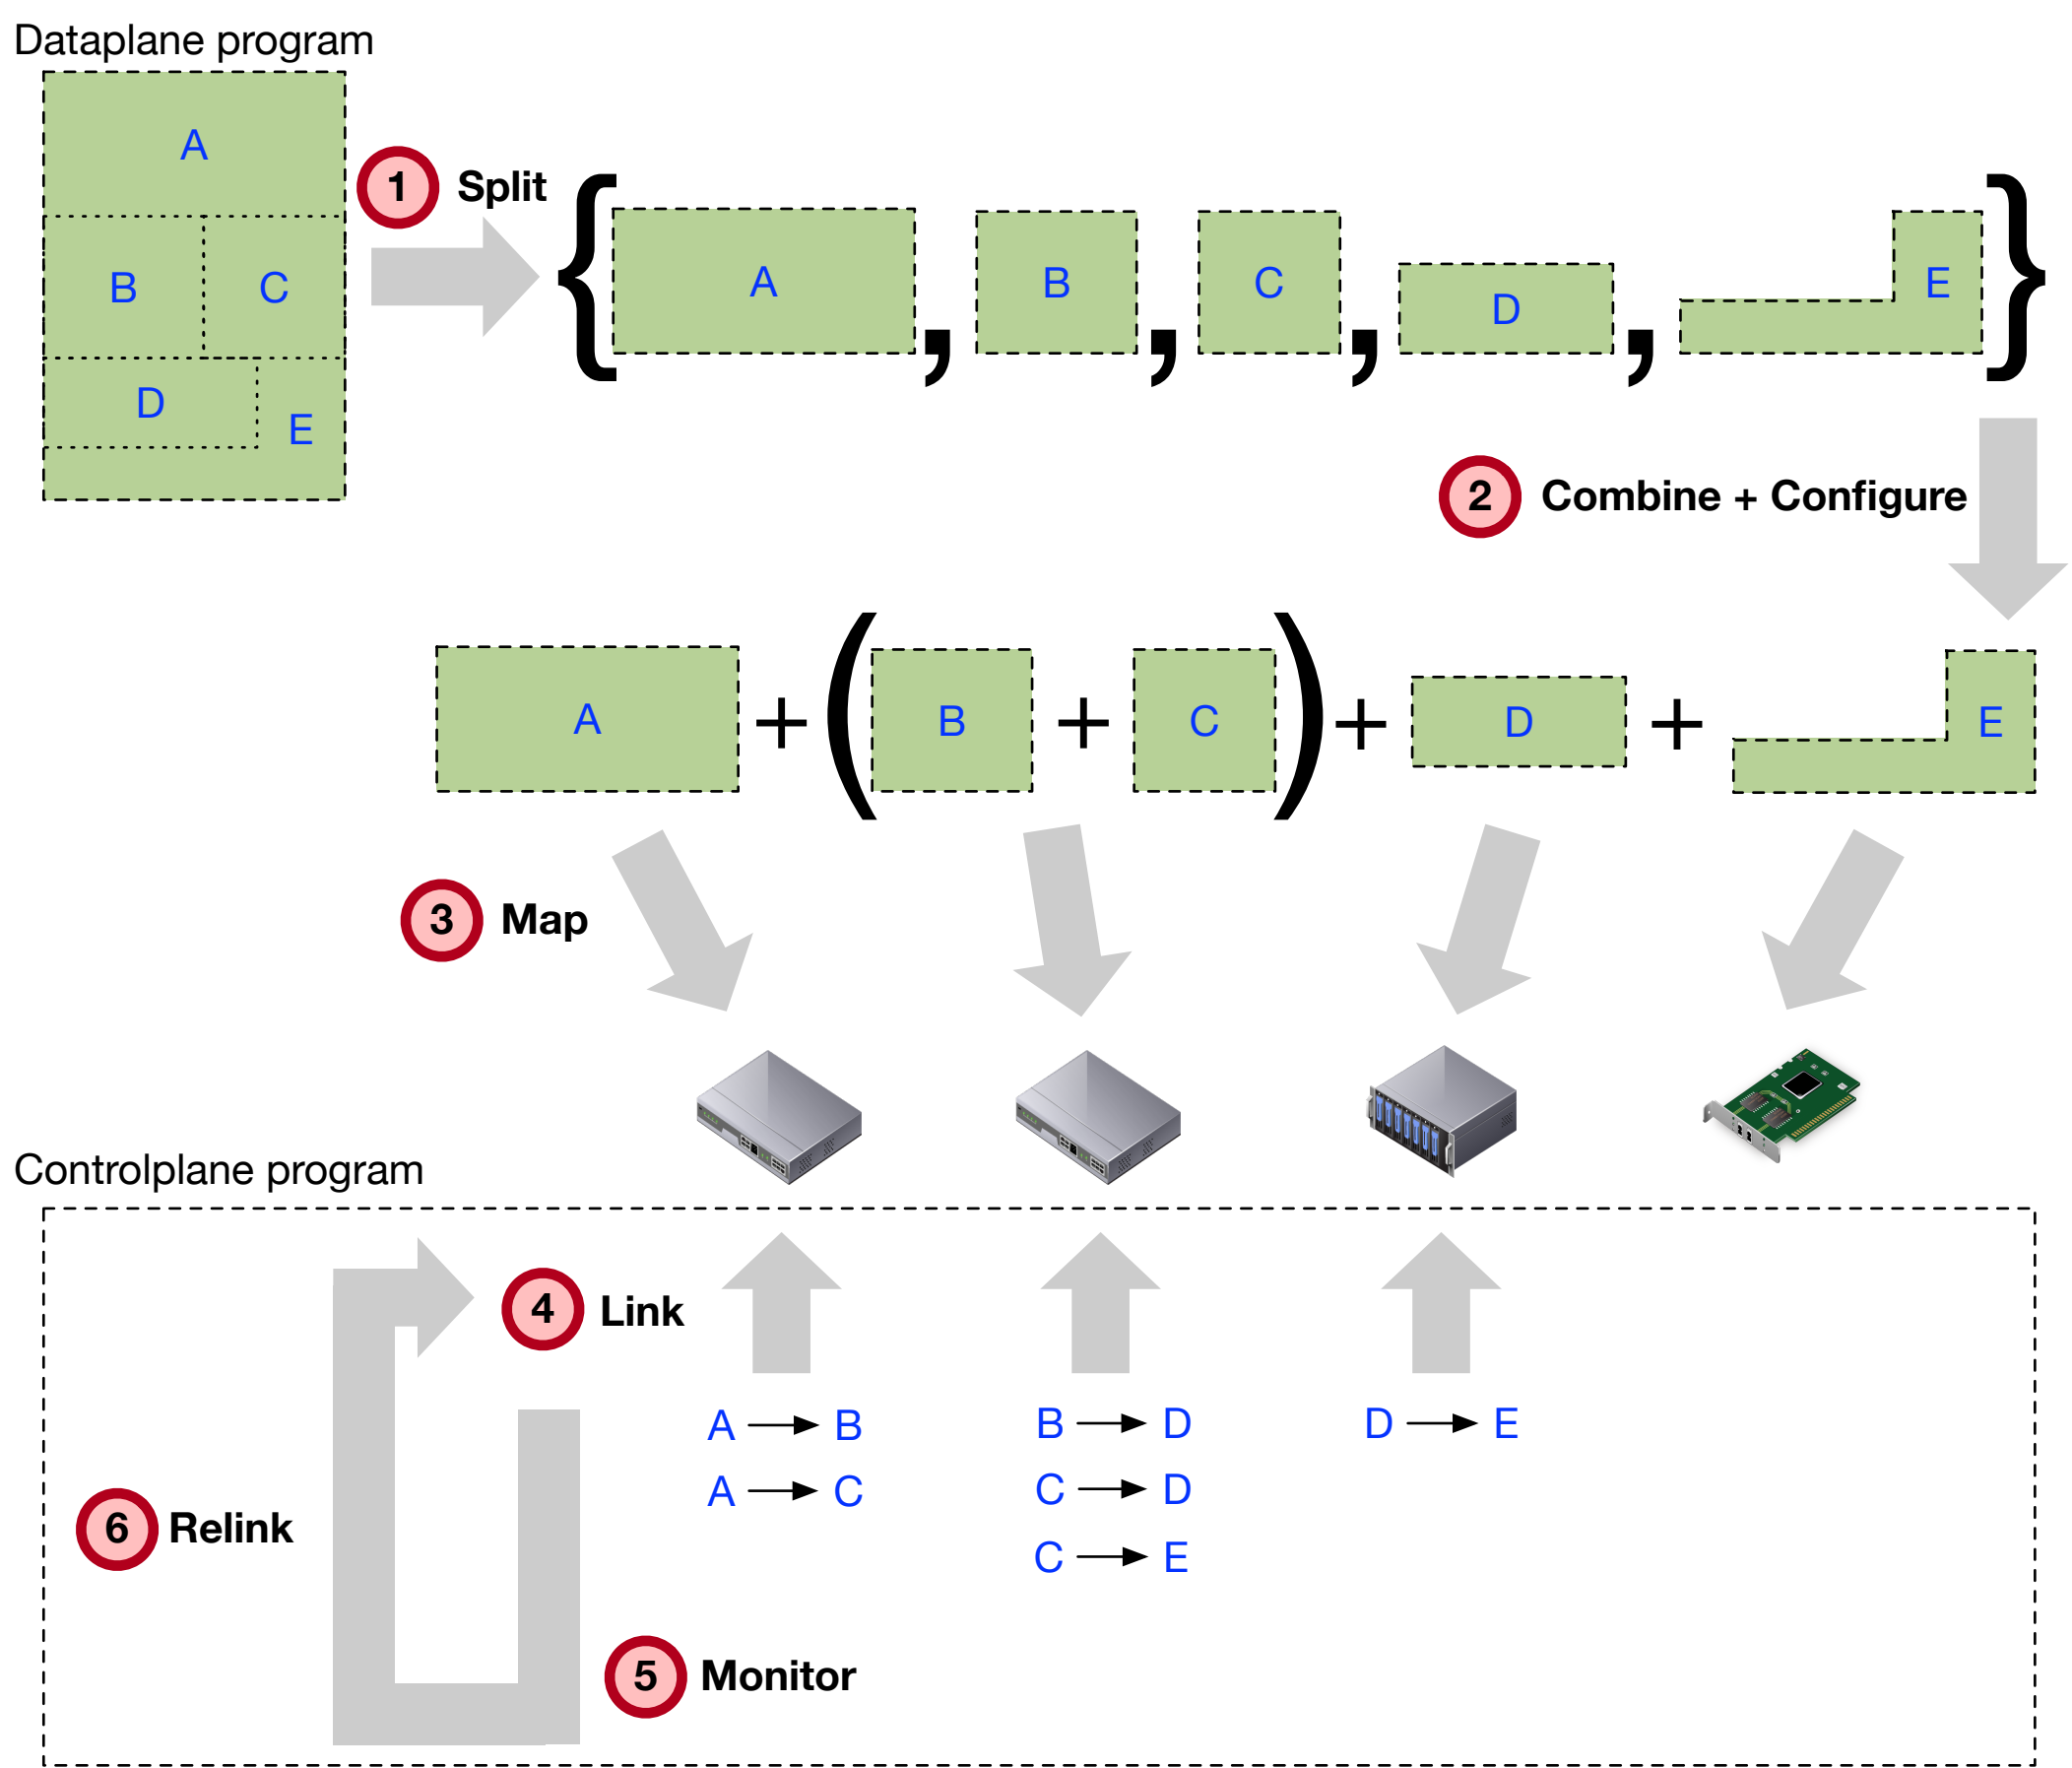 Dataplane program
A
B C
D
E
1 Split
{ A , B , C , D , E }
2 Combine + Configure
A + ( B + C ) + D + E
3 Map
Controlplane program
4 Link
A → B
A → C
B → D
C → D
C → E
D → E
6 Relink
5 Monitor